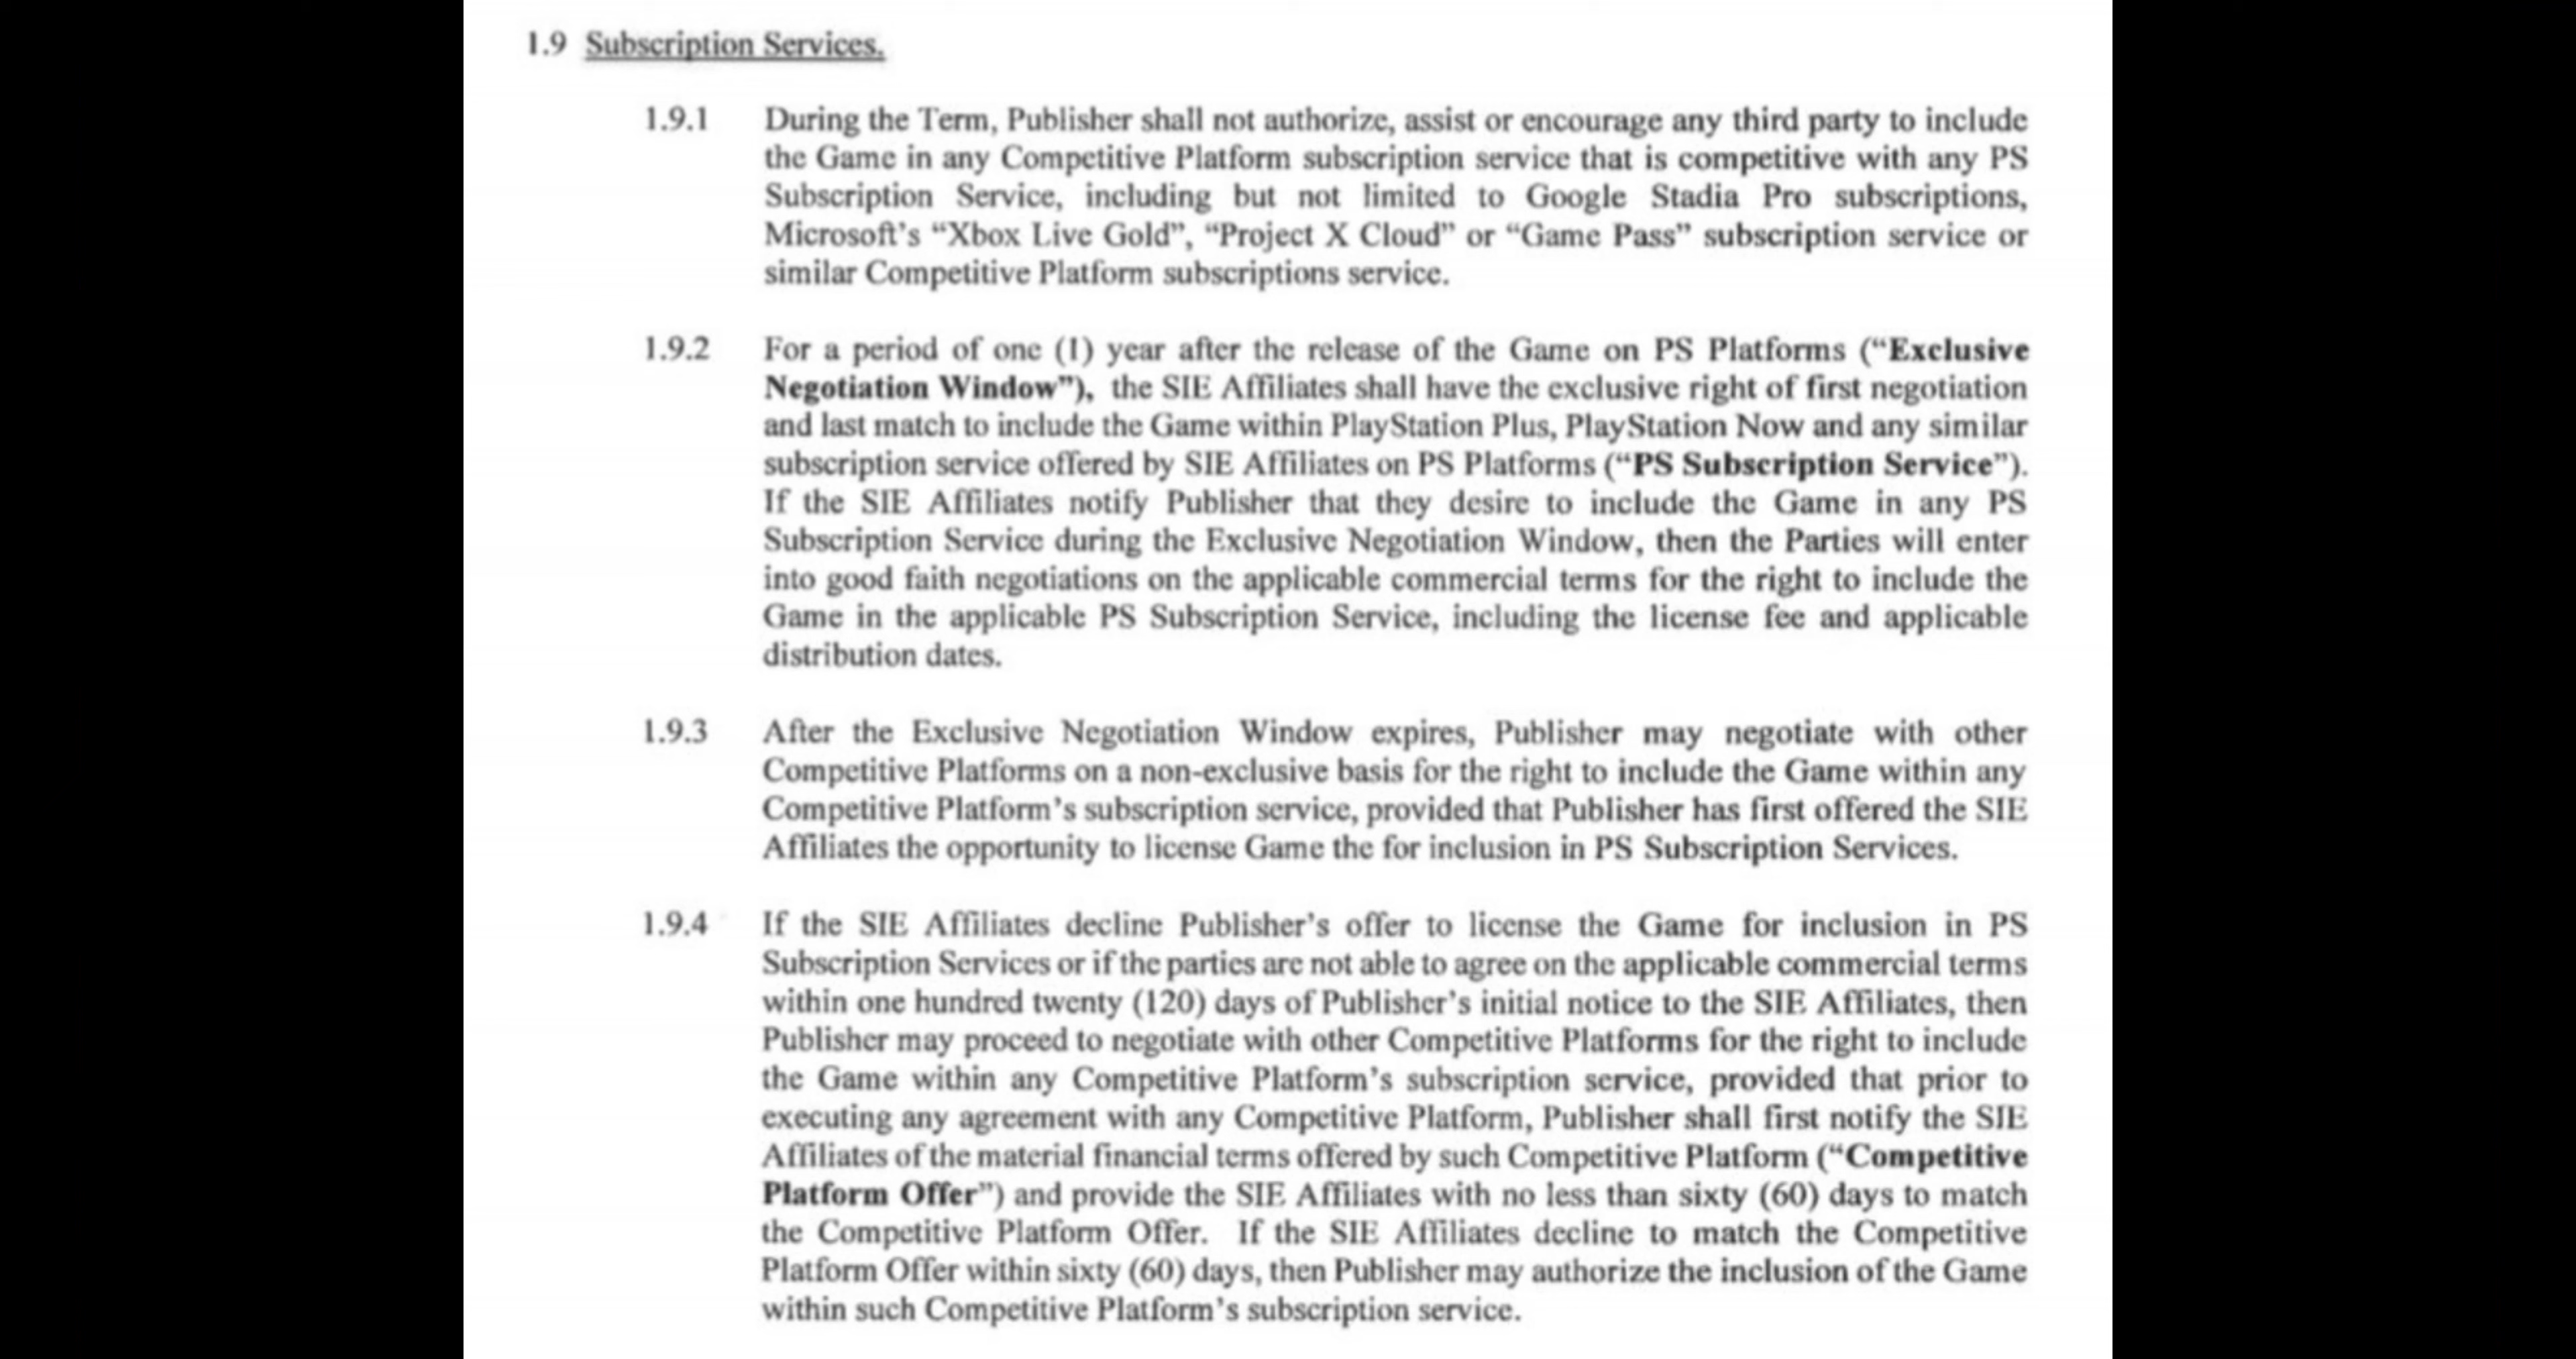 1.9 Subscription Services.
1.9.1 During the Term, Publisher shall not authorize, assist or encourage any third party to include
the Game in any Competitive Platform subscription service that is competitive with any PS
Subscription Service, including but not limited to Google Stadia Pro subscriptions,
Microsoft's “Xbox Live Gold”, “Project X Cloud” or “Game Pass” subscription service or
similar Competitive Platform subscriptions service.
1.9.2 For a period of one (1) year after the release of the Game on PS Platforms (“Exclusive
Negotiation Window”), the SIE Affiliates shall have the exclusive right of first negotiation
and last match to include the Game within PlayStation Plus, PlayStation Now and any similar
subscription service offered by SIE Affiliates on PS Platforms (“PS Subscription Service”).
If the SIE Affiliates notify Publisher that they desire to include the Game in any PS
Subscription Service during the Exclusive Negotiation Window, then the Parties will enter
into good faith negotiations on the applicable commercial terms for the right to include the
Game in the applicable PS Subscription Service, including the license fee and applicable
distribution dates.
1.9.3 After the Exclusive Negotiation Window expires, Publisher may negotiate with other
Competitive Platforms on a non-exclusive basis for the right to include the Game within any
Competitive Platform's subscription service, provided that Publisher has first offered the SIE
Affiliates the opportunity to license Game the for inclusion in PS Subscription Services.
1.9.4 If the SIE Affiliates decline Publisher's offer to license the Game for inclusion in PS
Subscription Services or if the parties are not able to agree on the applicable commercial terms
within one hundred twenty (120) days of Publisher's initial notice to the SIE Affiliates, then
Publisher may proceed to negotiate with other Competitive Platforms for the right to include
the Game within any Competitive Platform's subscription service, provided that prior to
executing any agreement with any Competitive Platform, Publisher shall first notify the SIE
Affiliates of the material financial terms offered by such Competitive Platform (“Competitive
Platform Offer”) and provide the SIE Affiliates with no less than sixty (60) days to match
the Competitive Platform Offer. If the SIE Affiliates decline to match the Competitive
Platform Offer within sixty (60) days, then Publisher may authorize the inclusion of the Game
within such Competitive Platform's subscription service.